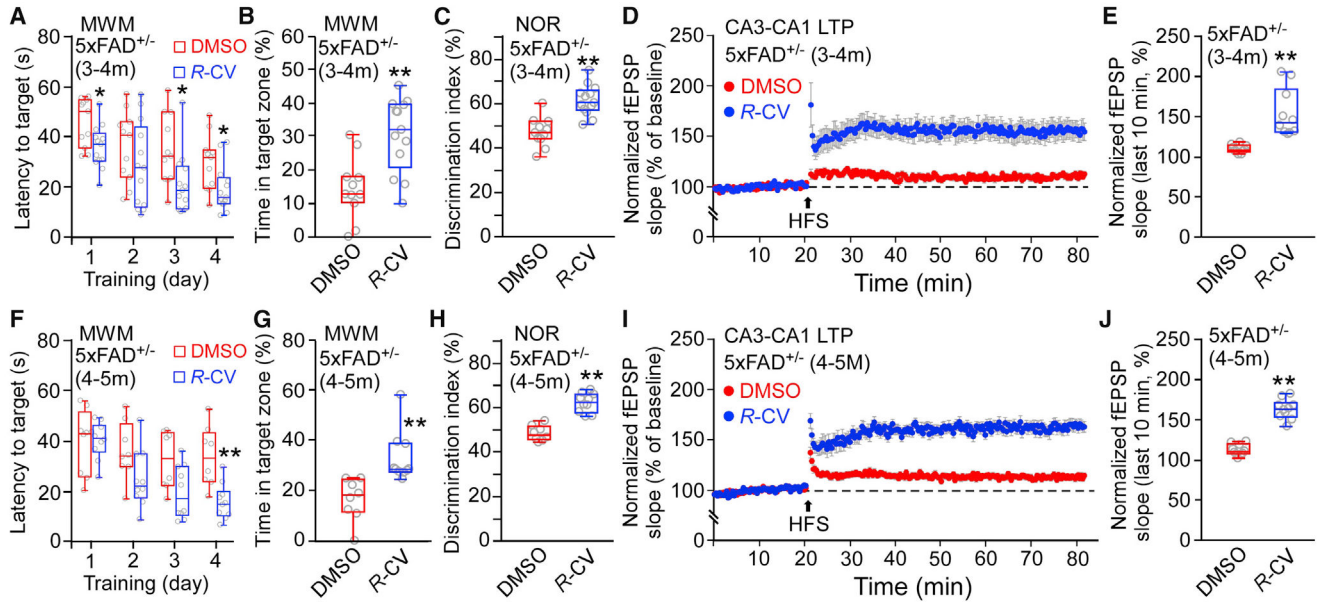 A
MWM
5xFAD+/-
(3-4m)
DMSO
R-CV
Latency to target (s)
80
60
40
20
0
*
*
*
1 2 3 4
Training (day)
B
MWM
5xFAD+/-
(3-4m)
Time in target zone (%)
60
50
40
30
20
10
0
**
DMSO
R-CV
C
NOR
5xFAD+/-
(3-4m)
Discrimination index (%)
90
80
60
40
20
0
**
DMSO
R-CV
D
CA3-CA1 LTP
5xFAD+/- (3-4m)
DMSO
R-CV
Normalized fEPSP
slope (% of baseline)
250
200
150
100
0
HFS
10 20 30 40 50 60 70 80 90
Time (min)
E
5xFAD+/-
(3-4m)
Normalized fEPSP
slope (last 10 min, %)
250
200
150
100
50
0
**
DMSO
R-CV
F
MWM
5xFAD+/-
(4-5m)
DMSO
R-CV
Latency to target (s)
80
60
40
20
0
**
1 2 3 4
Training (day)
G
MWM
5xFAD+/-
(4-5m)
Time in target zone (%)
80
60
40
20
0
**
DMSO
R-CV
H
NOR
5xFAD+/-
(4-5m)
Discrimination index (%)
90
80
60
40
20
0
**
DMSO
R-CV
I
CA3-CA1 LTP
5xFAD+/- (4-5M)
DMSO
R-CV
Normalized fEPSP
slope (% of baseline)
250
200
150
100
0
HFS
10 20 30 40 50 60 70 80 90
Time (min)
J
5xFAD+/-
(4-5m)
Normalized fEPSP
slope (last 10 min, %)
250
200
150
100
50
0
**
DMSO
R-CV